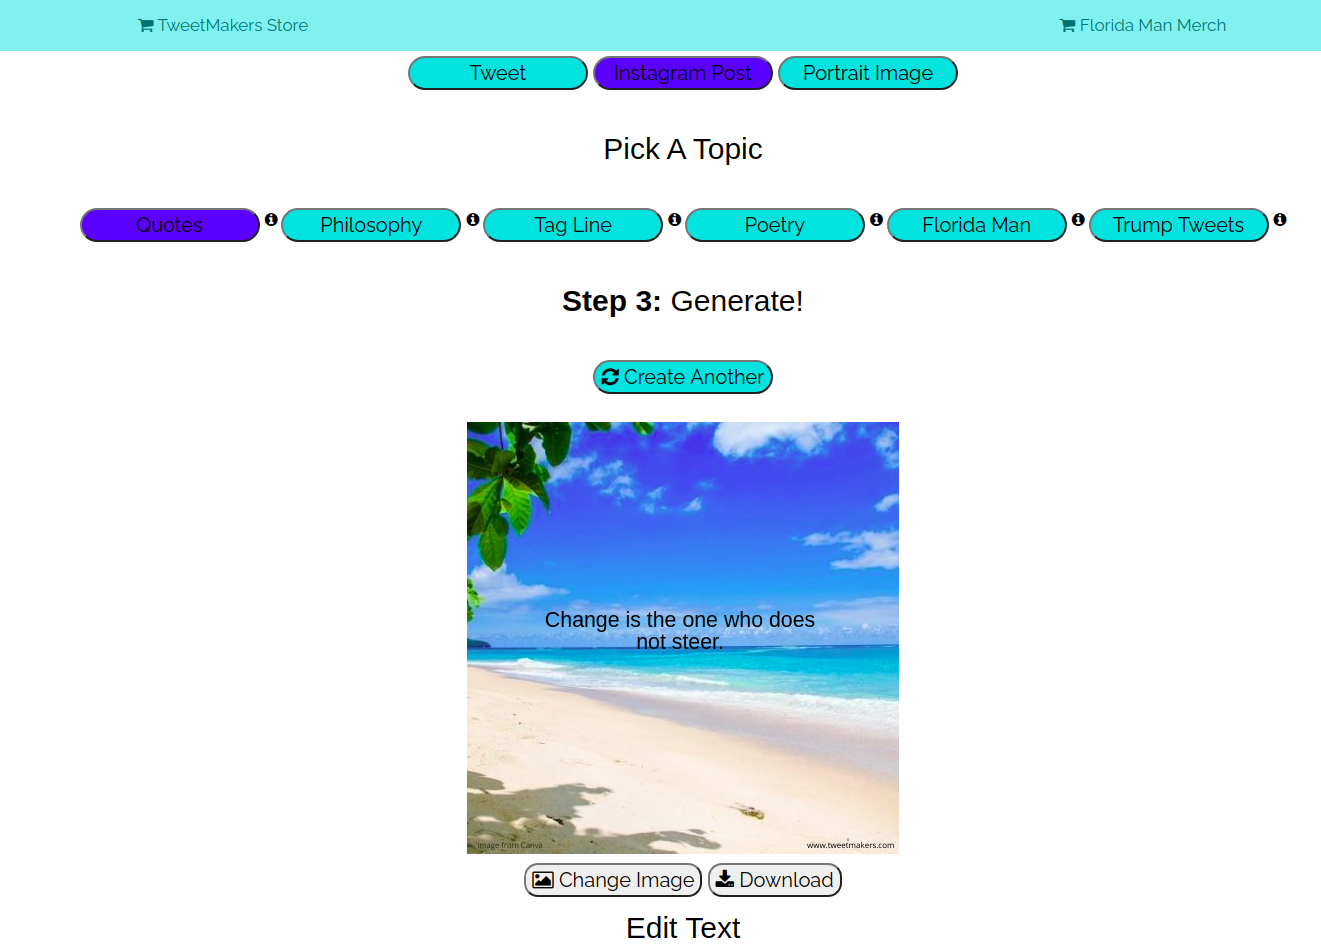 TweetMakers Store
Florida Man Merch
Tweet
Instagram Post
Portrait Image
Pick A Topic
Quotes
Philosophy
Tag Line
Poetry
Florida Man
Trump Tweets
Step 3: Generate!
Create Another
Change is the one who does
not steer.
Image from Canva
www.tweetmakers.com
Change Image
Download
Edit Text